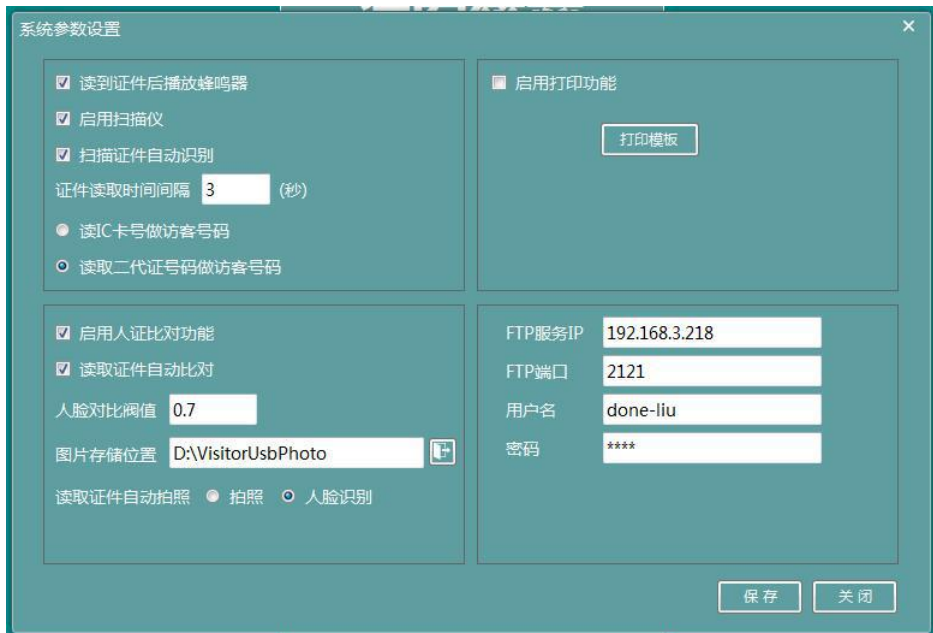 系统参数设置
读到证件后播放蜂鸣器
启用扫描仪
扫描证件自动识别
证件读取时间间隔 3 (秒)
读IC卡号做访客号码
读取二代证号码做访客号码
启用打印功能
打印模板
启用人证比对功能
读取证件自动比对
人脸对比阀值 0.7
图片存储位置 D:\VisitorUsbPhoto
读取证件自动拍照 拍照 人脸识别
FTP服务IP 192.168.3.218
FTP端口 2121
用户名 done-liu
密码 ****
保存 关闭